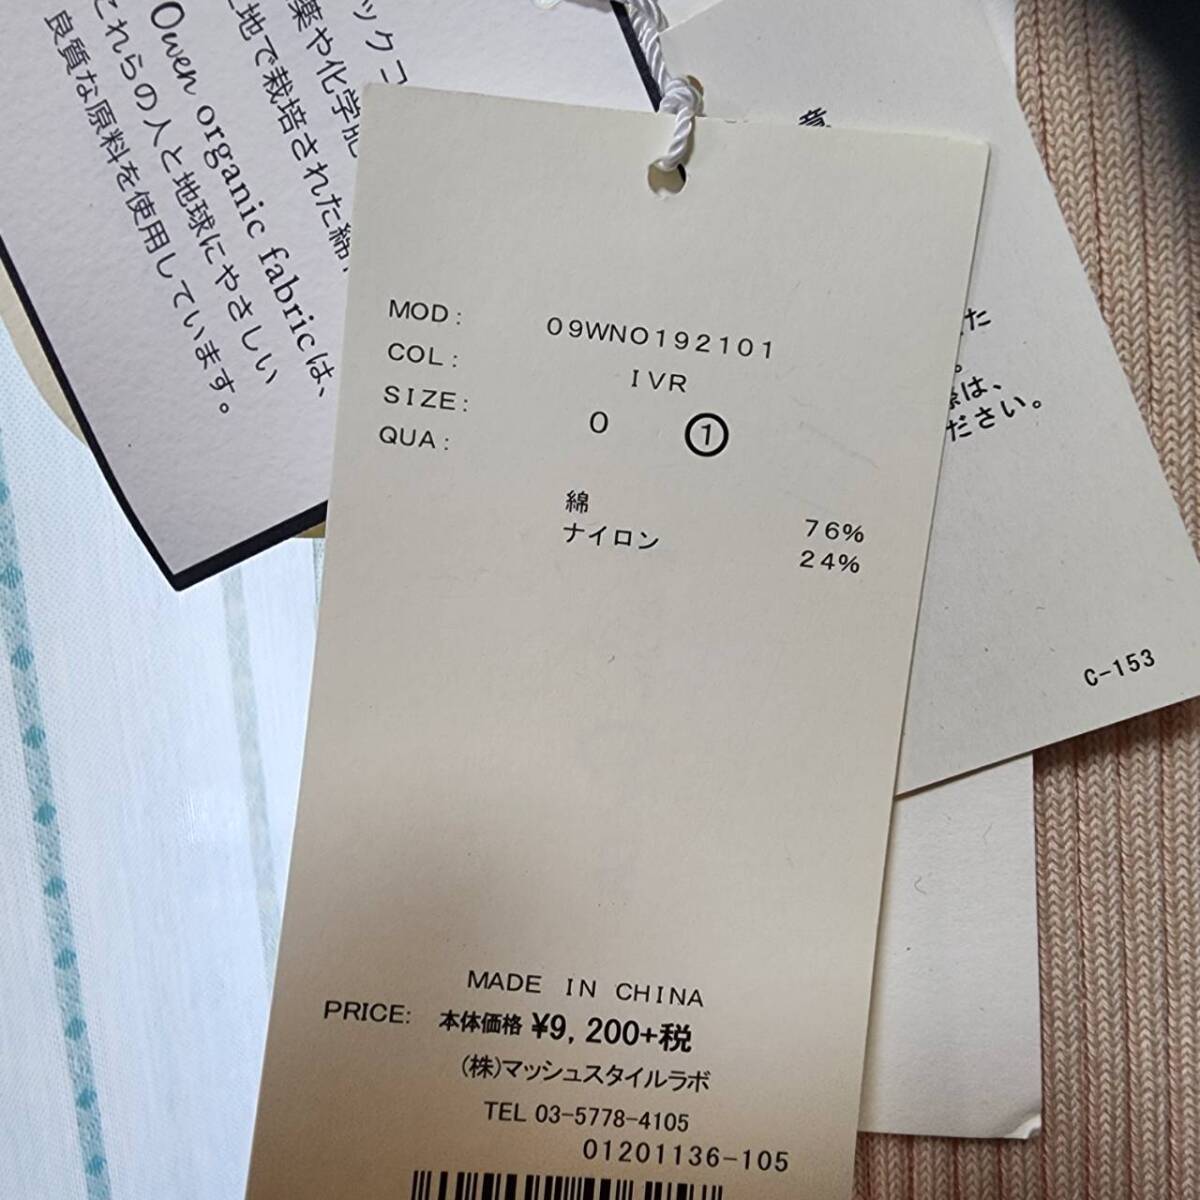 ックコ
薬や化学肥
地で栽培された綿
Owen organic fabricは、
これらの人と地球にやさしい
良質な原料を使用しています。
MOD: 09WNO192101
COL: IVR
SIZE: 0 ①
QUA:
綿 76%
ナイロン 24%
MADE IN CHINA
PRICE: 本体価格 ¥9,200+税
(株)マッシュスタイルラボ
TEL 03-5778-4105
01201136-105
た
。
際は、
ださい。
C-153